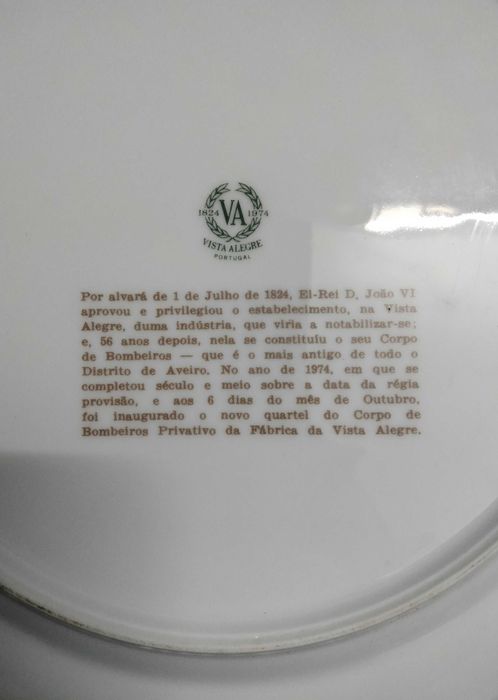 1824 VA 1974
VISTA ALEGRE
PORTUGAL
Por alvará de 1 de Julho de 1824, El-Rei D. João VI
aprovou e privilegiou o estabelecimento, na Vista
Alegre, duma indústria, que viria a notabilizar-se;
e, 56 anos depois, nela se constituíu o seu Corpo
de Bombeiros — que é o mais antigo de todo o
Distrito de Aveiro. No ano de 1974, em que se
completou século e meio sobre a data da régia
provisão, e aos 6 dias do mês de Outubro,
foi inaugurado o novo quartel do Corpo de
Bombeiros Privativo da Fábrica da Vista Alegre.